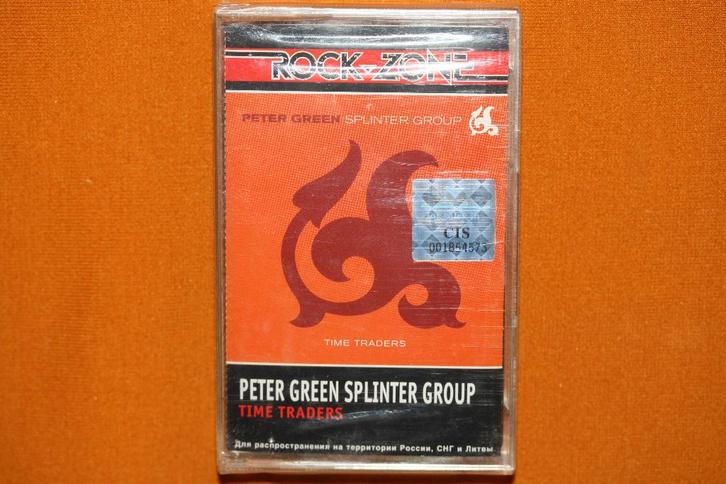 ROCK-ZONE
PETER GREEN SPLINTER GROUP
CIS
001864573
TIME TRADERS
PETER GREEN SPLINTER GROUP
TIME TRADERS
Для распространения на территории России, СНГ и Литвы